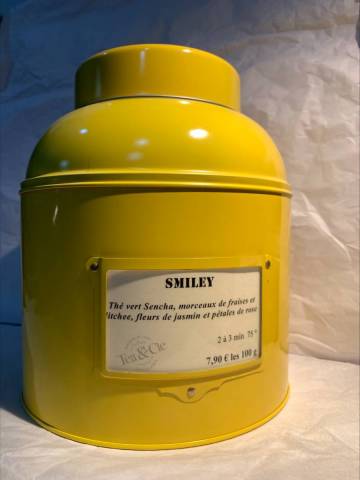 SMILEY
Thé vert Sencha, morceaux de fraises et
litchee, fleurs de jasmin et pétales de rose
2 à 3 min 75°
Tea & Cie
7,90 € les 100 g